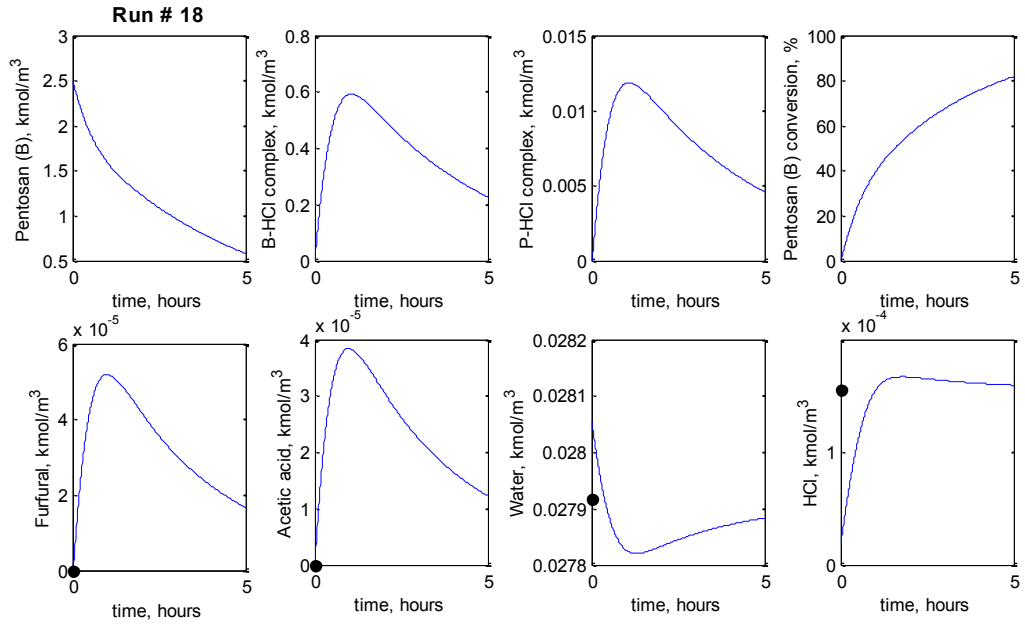 Run # 18
Pentosan (B), kmol/m³
3
2.5
2
1.5
1
0.5
0
5
time, hours
B-HCl complex, kmol/m³
0.8
0.6
0.4
0.2
0
0
5
time, hours
P-HCl complex, kmol/m³
0.015
0.01
0.005
0
0
5
time, hours
Pentosan (B) conversion, %
100
80
60
40
20
0
0
5
time, hours
x 10⁻⁵
Furfural, kmol/m³
6
4
2
0
0
5
time, hours
x 10⁻⁵
Acetic acid, kmol/m³
4
3
2
1
0
0
5
time, hours
Water, kmol/m³
0.0282
0.0281
0.028
0.0279
0.0278
0
5
time, hours
x 10⁻⁴
HCl, kmol/m³
2
1
0
0
5
time, hours